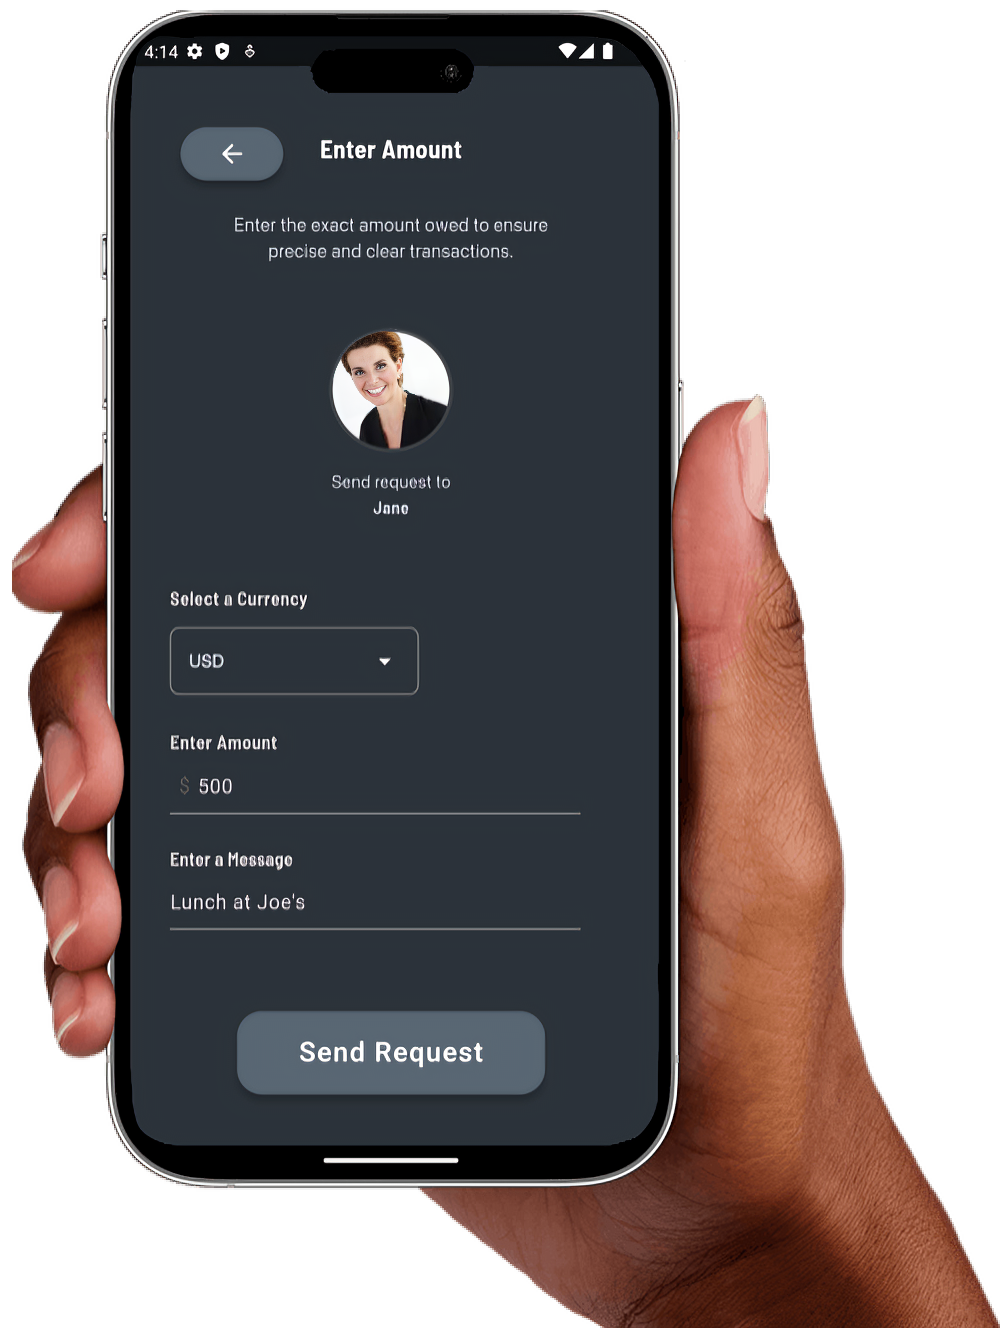 4:14
Enter Amount
Enter the exact amount owed to ensure
precise and clear transactions.
Send request to
Jane
Select a Currency
USD
Enter Amount
$ 500
Enter a Message
Lunch at Joe's
Send Request